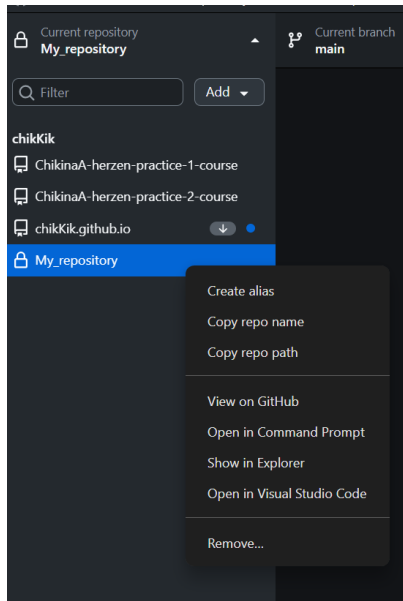 Current repository
My_repository
Current branch
main
Filter
Add
chikKik
ChikinaA-herzen-practice-1-course
ChikinaA-herzen-practice-2-course
chikKik.github.io
My_repository
Create alias
Copy repo name
Copy repo path
View on GitHub
Open in Command Prompt
Show in Explorer
Open in Visual Studio Code
Remove...